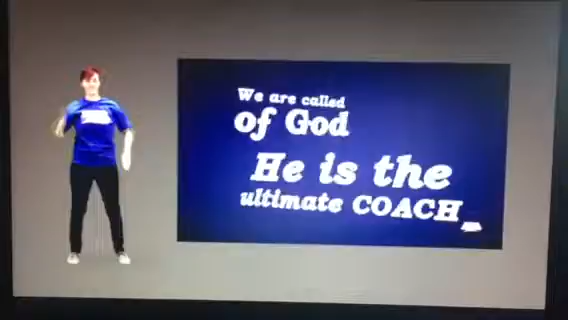 We are called
of God
He is the
ultimate COACH